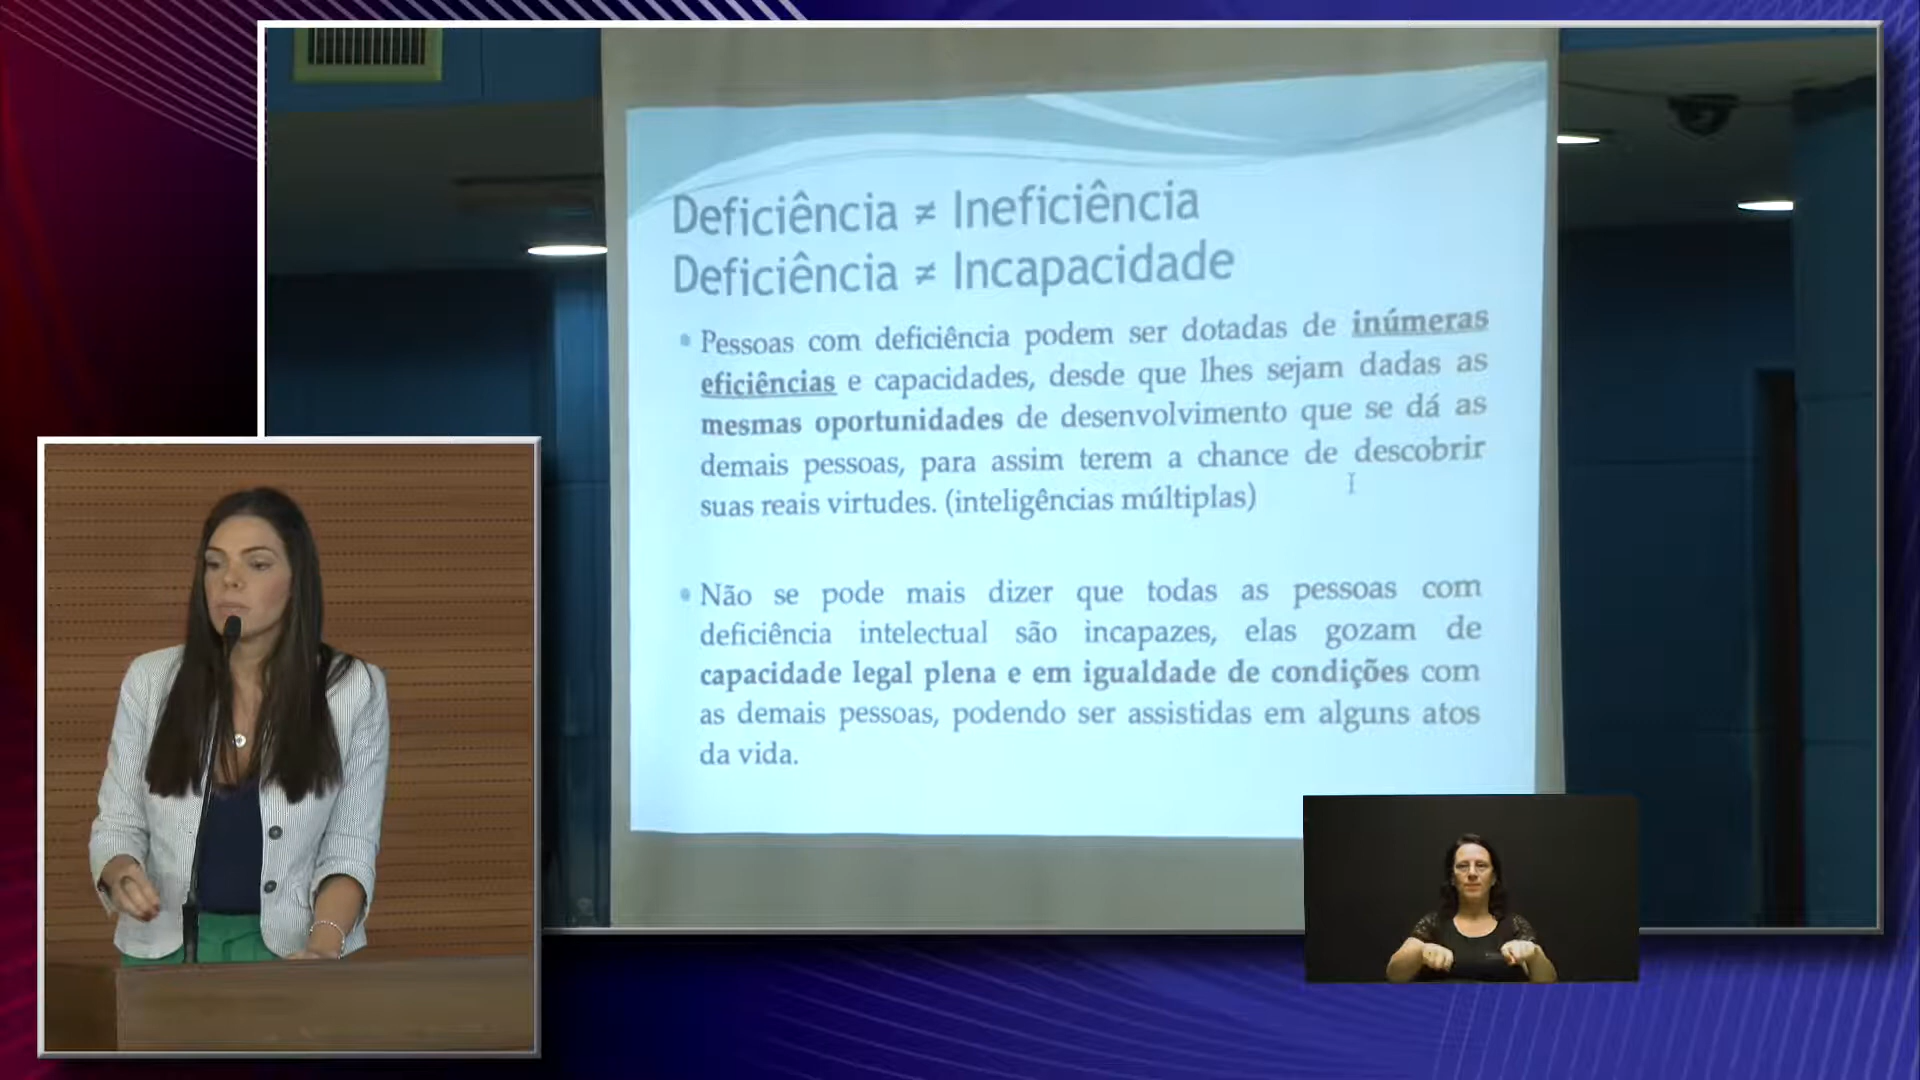 Deficiência ≠ Ineficiência
Deficiência ≠ Incapacidade
• Pessoas com deficiência podem ser dotadas de inúmeras
eficiências e capacidades, desde que lhes sejam dadas as
mesmas oportunidades de desenvolvimento que se dá as
demais pessoas, para assim terem a chance de descobrir
suas reais virtudes. (inteligências múltiplas)
• Não se pode mais dizer que todas as pessoas com
deficiência intelectual são incapazes, elas gozam de
capacidade legal plena e em igualdade de condições com
as demais pessoas, podendo ser assistidas em alguns atos
da vida.